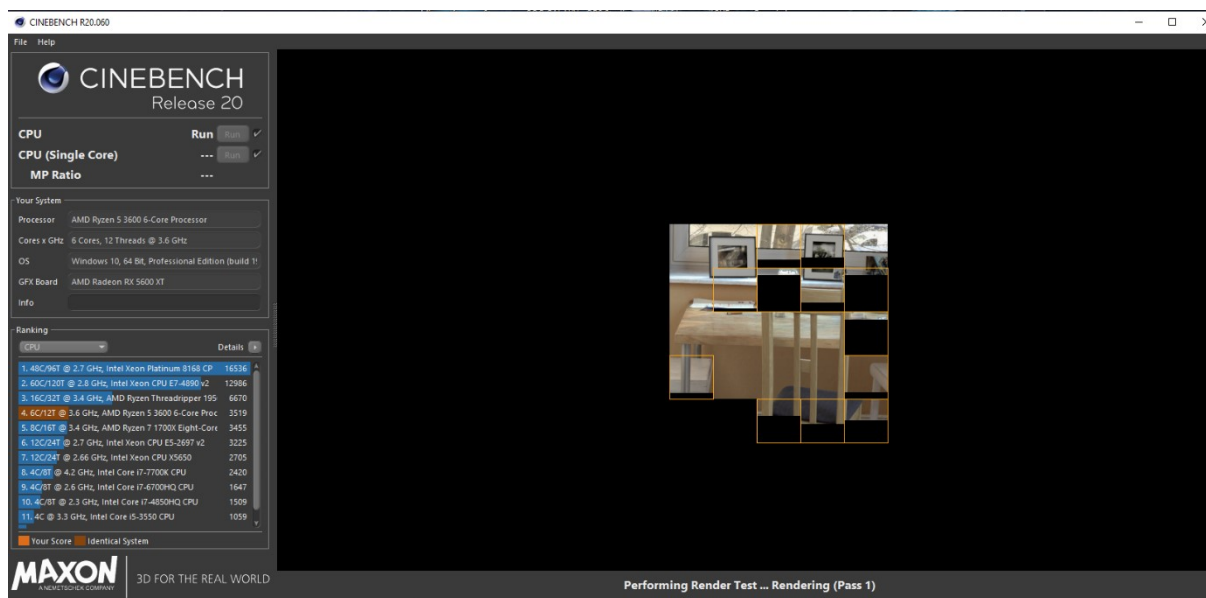 CINEBENCH R20.060
File Help
CINEBENCH
Release 20
CPU Run Run
CPU (Single Core) --- Run
MP Ratio ---
Your System
Processor AMD Ryzen 5 3600 6-Core Processor
Cores x GHz 6 Cores, 12 Threads @ 3.6 GHz
OS Windows 10, 64 Bit, Professional Edition (build 1
GFX Board AMD Radeon RX 5600 XT
Info
Ranking
CPU Details
1. 48C/96T @ 2.7 GHz, Intel Xeon Platinum 8168 CP 16536
2. 60C/120T @ 2.8 GHz, Intel Xeon CPU E7-4890 v2 12986
3. 16C/32T @ 3.4 GHz, AMD Ryzen Threadripper 195 6670
4. 6C/12T @ 3.6 GHz, AMD Ryzen 5 3600 6-Core Proc 3519
5. 8C/16T @ 3.4 GHz, AMD Ryzen 7 1700X Eight-Core 3455
6. 12C/24T @ 2.7 GHz, Intel Xeon CPU E5-2697 v2 3225
7. 12C/24T @ 2.66 GHz, Intel Xeon CPU X5650 2705
8. 4C/8T @ 4.2 GHz, Intel Core i7-7700K CPU 2420
9. 4C/8T @ 2.6 GHz, Intel Core i7-6700HQ CPU 1647
10. 4C/8T @ 2.3 GHz, Intel Core i7-4850HQ CPU 1509
11. 4C @ 3.3 GHz, Intel Core i5-3550 CPU 1059
Your Score Identical System
MAXON
A NEMETSCHEK COMPANY
3D FOR THE REAL WORLD
Performing Render Test ... Rendering (Pass 1)